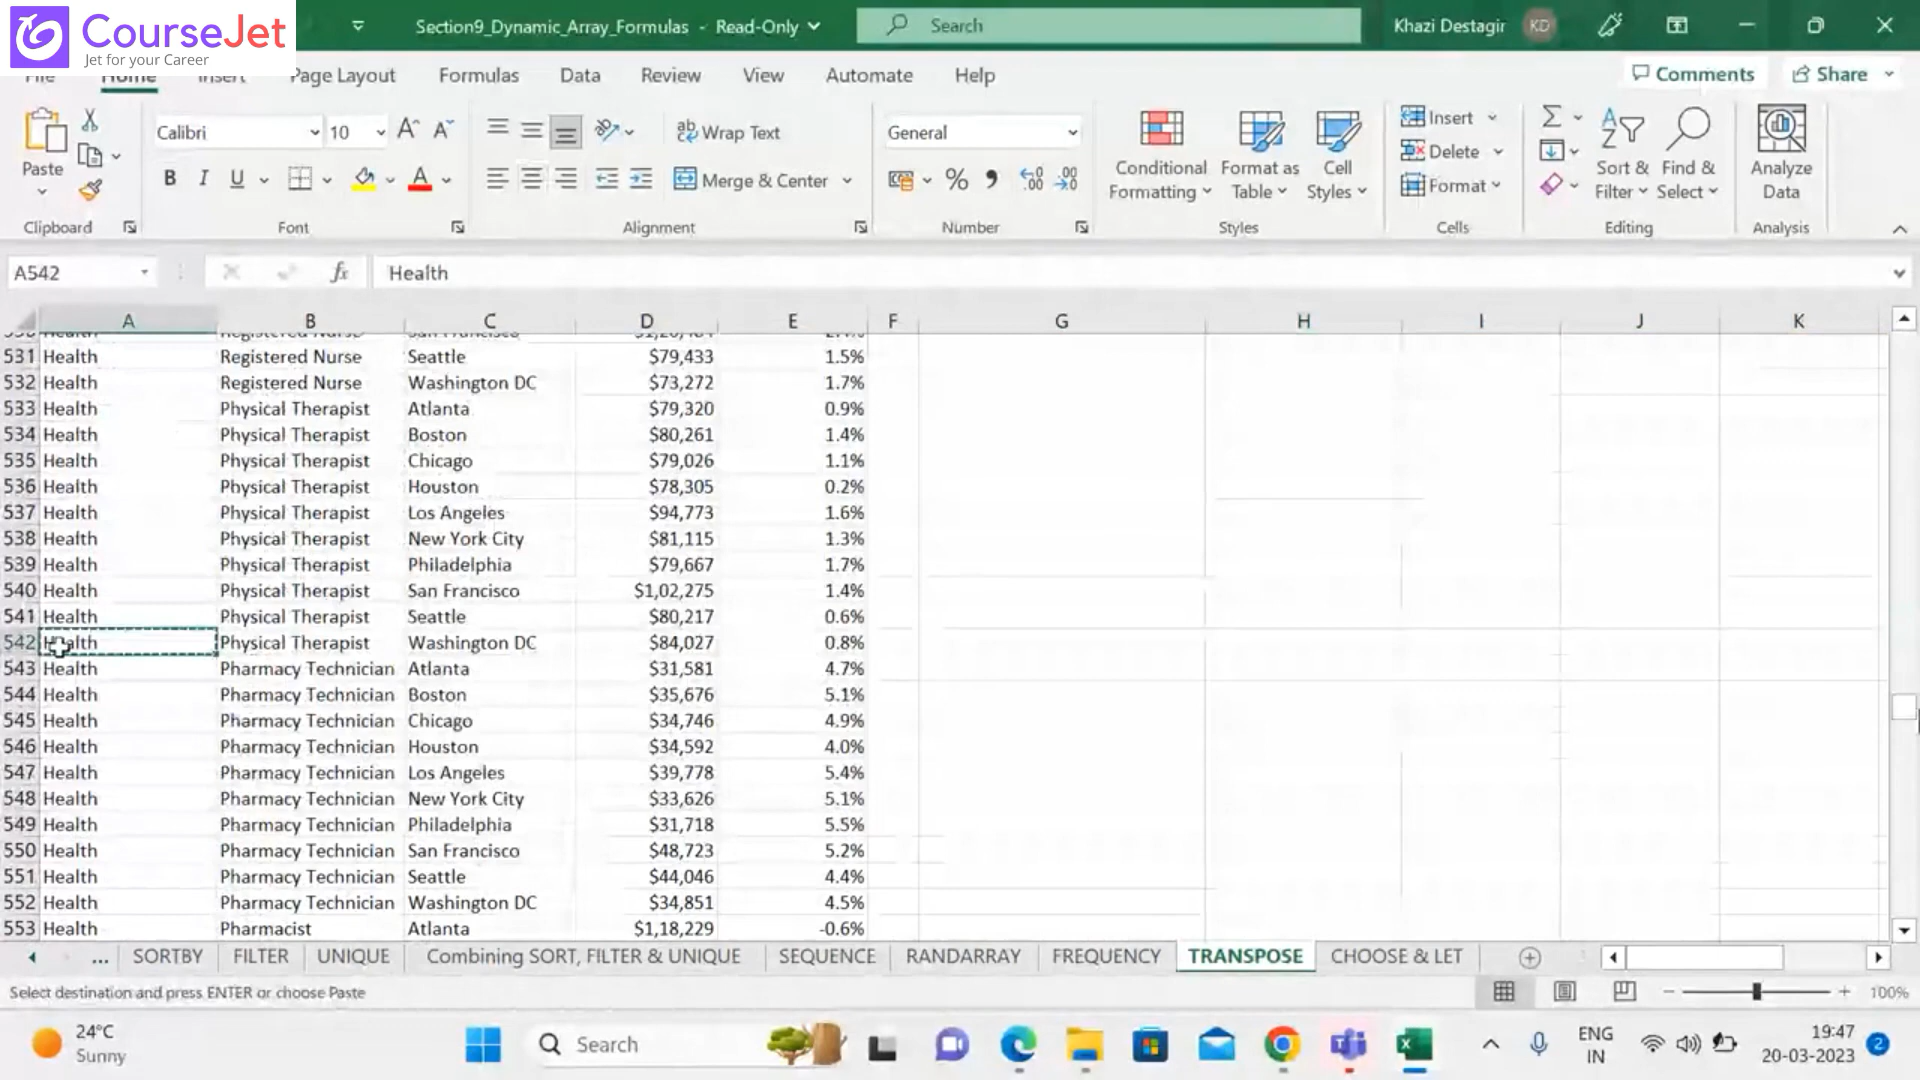 CourseJet
Jet for your Career
Section9_Dynamic_Array_Formulas - Read-Only
Search
Khazi Destagir KD
File Home Insert Page Layout Formulas Data Review View Automate Help
Comments Share
Paste
Clipboard
Calibri 10
B I U
Font
Wrap Text
Merge & Center
Alignment
General
Number
Conditional Formatting
Format as Table
Cell Styles
Styles
Insert
Delete
Format
Cells
Sort & Filter
Find & Select
Editing
Analyze Data
Analysis
A542 fx Health
A B C D E F G H I J K
531 Health Registered Nurse Seattle $79,433 1.5%
532 Health Registered Nurse Washington DC $73,272 1.7%
533 Health Physical Therapist Atlanta $79,320 0.9%
534 Health Physical Therapist Boston $80,261 1.4%
535 Health Physical Therapist Chicago $79,026 1.1%
536 Health Physical Therapist Houston $78,305 0.2%
537 Health Physical Therapist Los Angeles $94,773 1.6%
538 Health Physical Therapist New York City $81,115 1.3%
539 Health Physical Therapist Philadelphia $79,667 1.7%
540 Health Physical Therapist San Francisco $1,02,275 1.4%
541 Health Physical Therapist Seattle $80,217 0.6%
542 Health Physical Therapist Washington DC $84,027 0.8%
543 Health Pharmacy Technician Atlanta $31,581 4.7%
544 Health Pharmacy Technician Boston $35,676 5.1%
545 Health Pharmacy Technician Chicago $34,746 4.9%
546 Health Pharmacy Technician Houston $34,592 4.0%
547 Health Pharmacy Technician Los Angeles $39,778 5.4%
548 Health Pharmacy Technician New York City $33,626 5.1%
549 Health Pharmacy Technician Philadelphia $31,718 5.5%
550 Health Pharmacy Technician San Francisco $48,723 5.2%
551 Health Pharmacy Technician Seattle $44,046 4.4%
552 Health Pharmacy Technician Washington DC $34,851 4.5%
553 Health Pharmacist Atlanta $1,18,229 -0.6%
... SORTBY FILTER UNIQUE Combining SORT, FILTER & UNIQUE SEQUENCE RANDARRAY FREQUENCY TRANSPOSE CHOOSE & LET
Select destination and press ENTER or choose Paste
100%
24°C
Sunny
Search
ENG
IN
19:47
20-03-2023
2